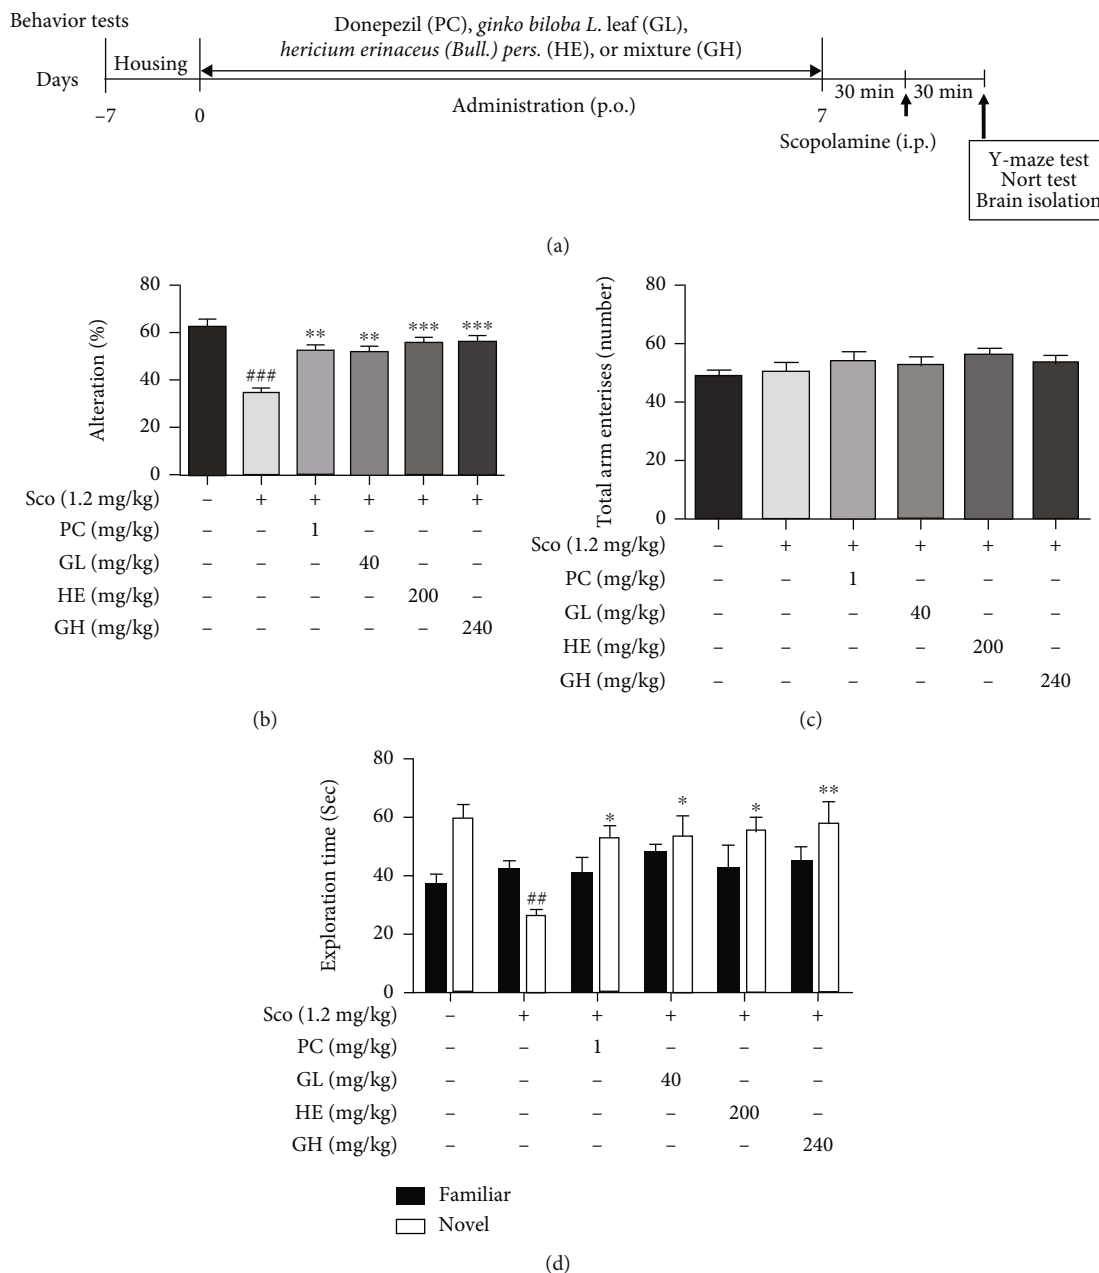 Behavior tests
Donepezil (PC), ginko biloba L. leaf (GL),
hericium erinaceus (Bull.) pers. (HE), or mixture (GH)
Housing
Days
30 min 30 min
–7 0 Administration (p.o.) 7
Scopolamine (i.p.)
Y-maze test
Nort test
Brain isolation
(a)
80
60
40
20
0
Alteration (%)
###
**
**
***
***
Sco (1.2 mg/kg) – + + + + +
PC (mg/kg) – – 1 – – –
GL (mg/kg) – – – 40 – –
HE (mg/kg) – – – – 200 –
GH (mg/kg) – – – – – 240
(b)
80
60
40
20
0
Total arm enterises (number)
Sco (1.2 mg/kg) – + + + + +
PC (mg/kg) – – 1 – – –
GL (mg/kg) – – – 40 – –
HE (mg/kg) – – – – 200 –
GH (mg/kg) – – – – – 240
(c)
80
60
40
20
0
Exploration time (Sec)
##
*
*
*
**
Sco (1.2 mg/kg) – + + + + +
PC (mg/kg) – – 1 – – –
GL (mg/kg) – – – 40 – –
HE (mg/kg) – – – – 200 –
GH (mg/kg) – – – – – 240
Familiar
Novel
(d)